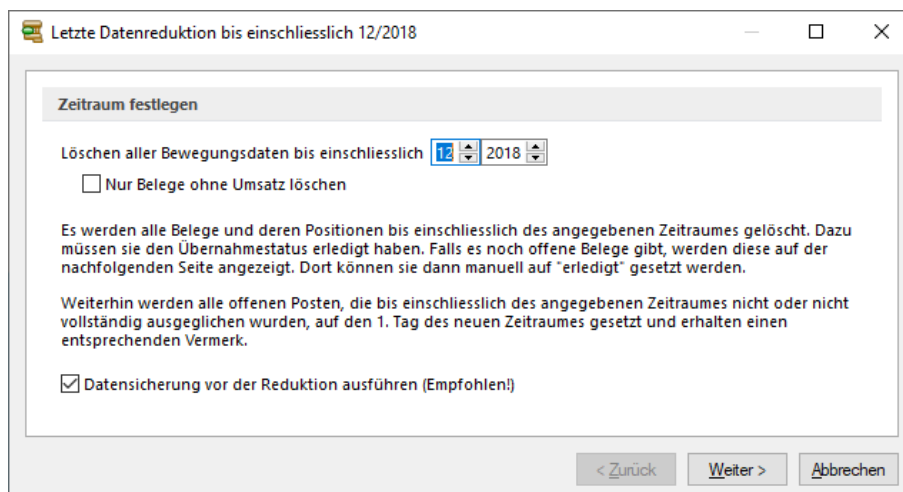 Letzte Datenreduktion bis einschliesslich 12/2018
Zeitraum festlegen
Löschen aller Bewegungsdaten bis einschliesslich 12 2018
Nur Belege ohne Umsatz löschen
Es werden alle Belege und deren Positionen bis einschliesslich des angegebenen Zeitraumes gelöscht. Dazu
müssen sie den Übernahmestatus erledigt haben. Falls es noch offene Belege gibt, werden diese auf der
nachfolgenden Seite angezeigt. Dort können sie dann manuell auf "erledigt" gesetzt werden.
Weiterhin werden alle offenen Posten, die bis einschliesslich des angegebenen Zeitraumes nicht oder nicht
vollständig ausgeglichen wurden, auf den 1. Tag des neuen Zeitraumes gesetzt und erhalten einen
entsprechenden Vermerk.
Datensicherung vor der Reduktion ausführen (Empfohlen!)
< Zurück Weiter > Abbrechen